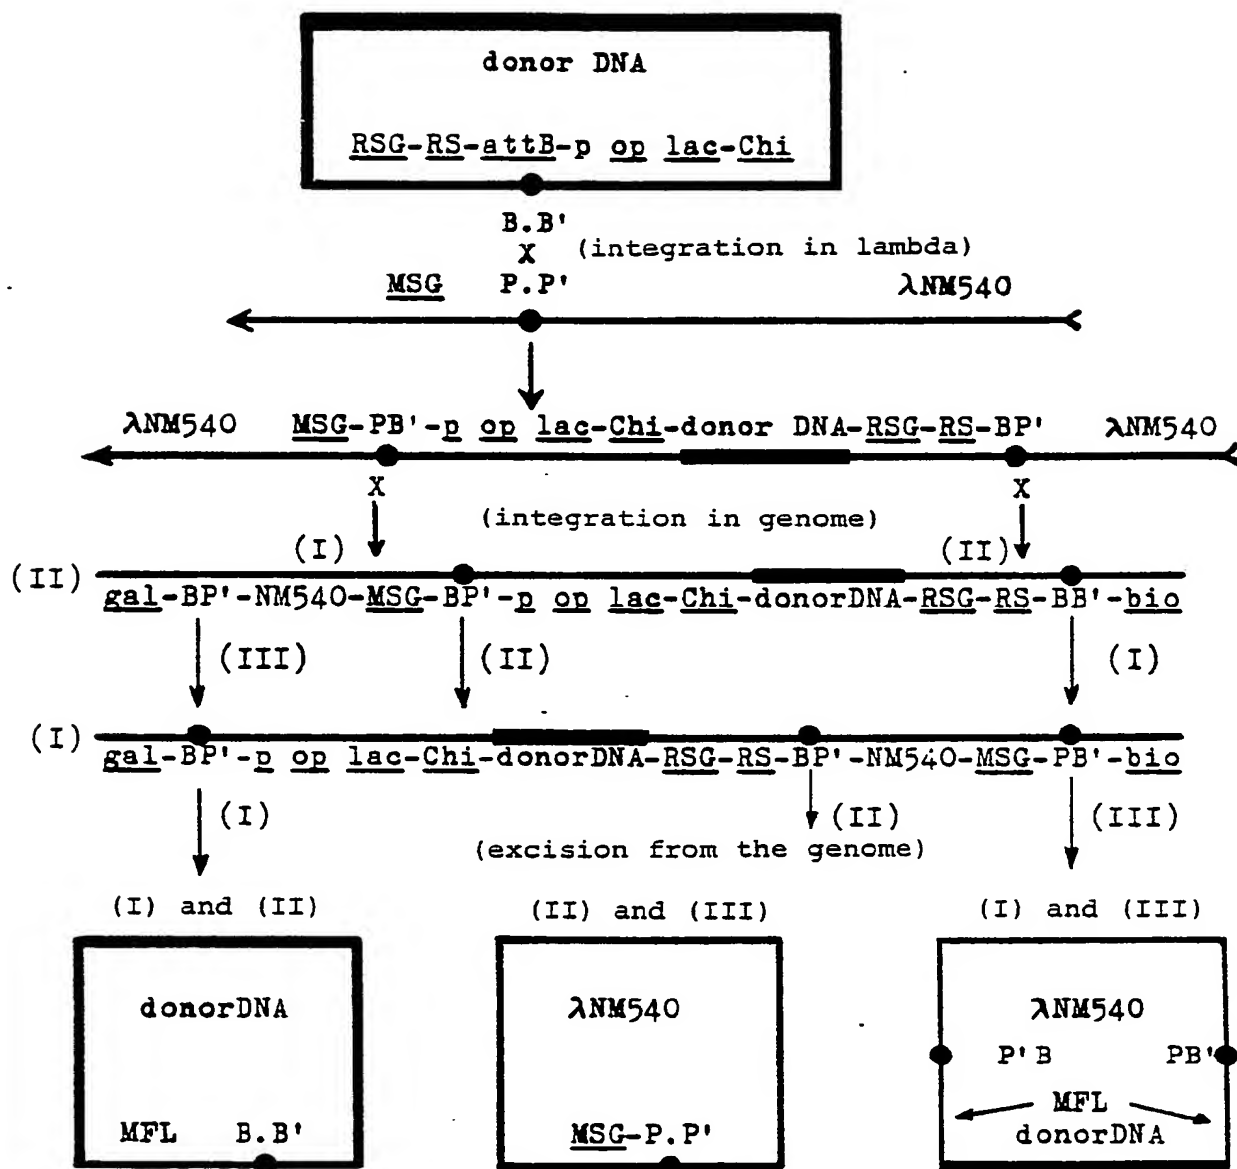 donor DNA
RSG-RS-attB-p op lac-Chi
B.B'
X (integration in lambda)
MSG P.P' λNM540
λNM540 MSG-PB'-p op lac-Chi-donor DNA-RSG-RS-BP' λNM540
X X
(integration in genome)
(I) (II)
(II)
gal-BP'-NM540-MSG-BP'-p op lac-Chi-donorDNA-RSG-RS-BB'-bio
(III) (II) (I)
(I)
gal-BP'-p op lac-Chi-donorDNA-RSG-RS-BP'-NM540-MSG-PB'-bio
(I) (II) (III)
(excision from the genome)
(I) and (II) (II) and (III) (I) and (III)
donorDNA λNM540 λNM540
P'B PB'
MFL
donorDNA
MFL B.B' MSG-P.P'